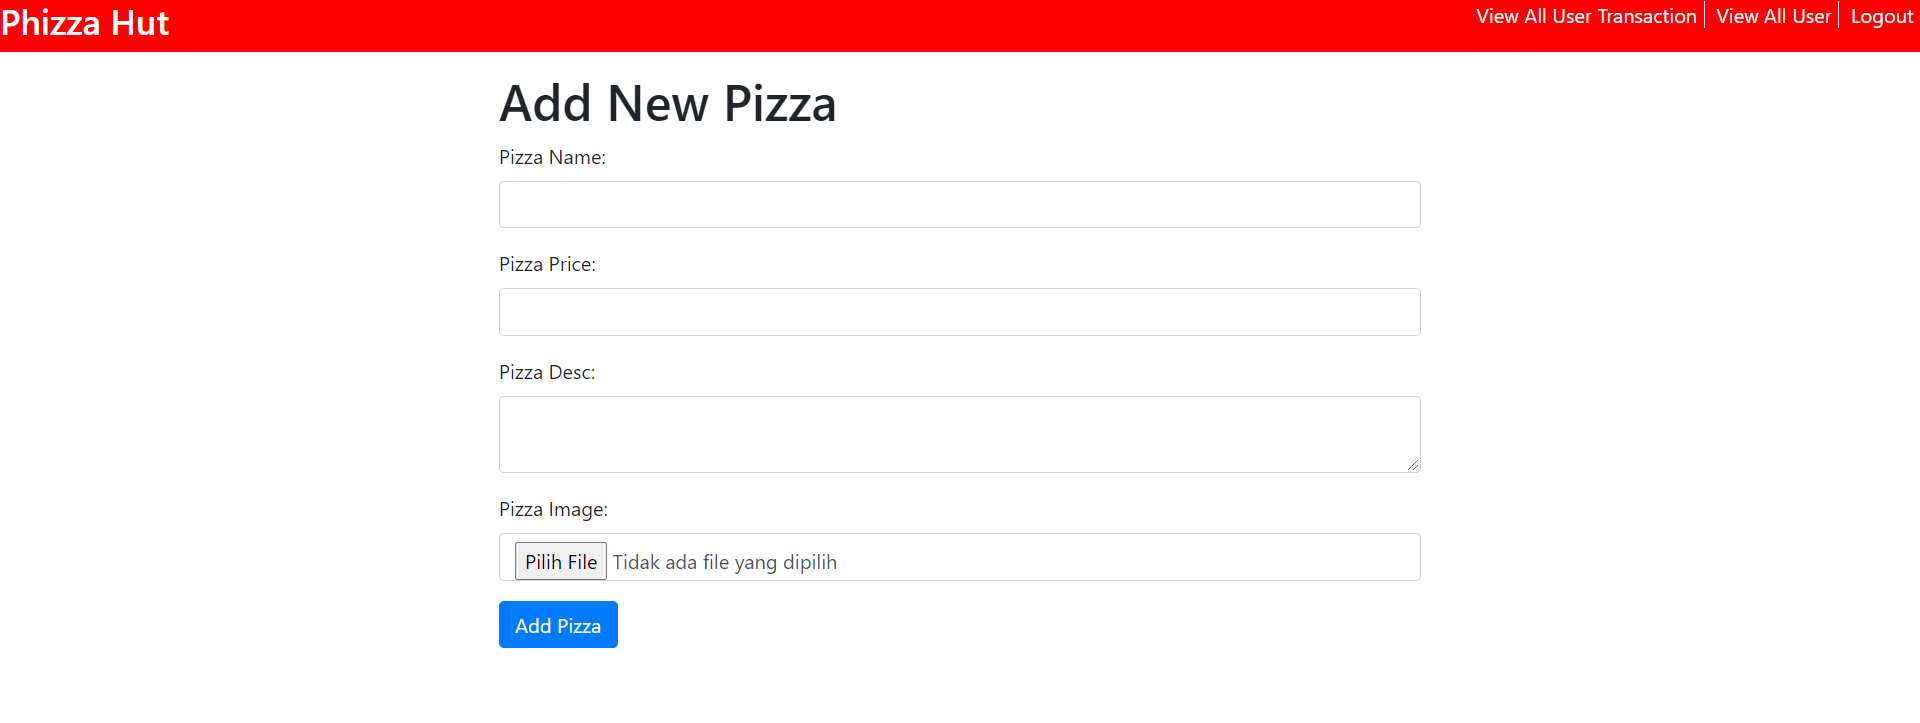 Phizza Hut
View All User Transaction View All User Logout
Add New Pizza
Pizza Name:
Pizza Price:
Pizza Desc:
Pizza Image:
Pilih File Tidak ada file yang dipilih
Add Pizza